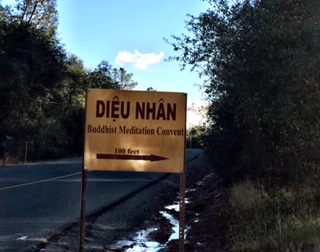 DIỆU NHÂN
Buddhist Meditation Convent
100 feet